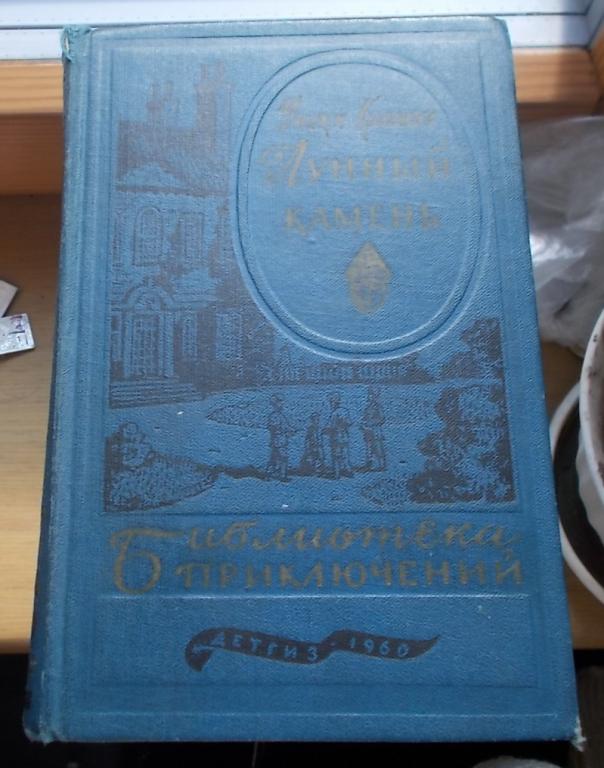 Уилки Коллинз
Лунный
камень
Библиотека
приключений
ДЕТГИЗ · 1960